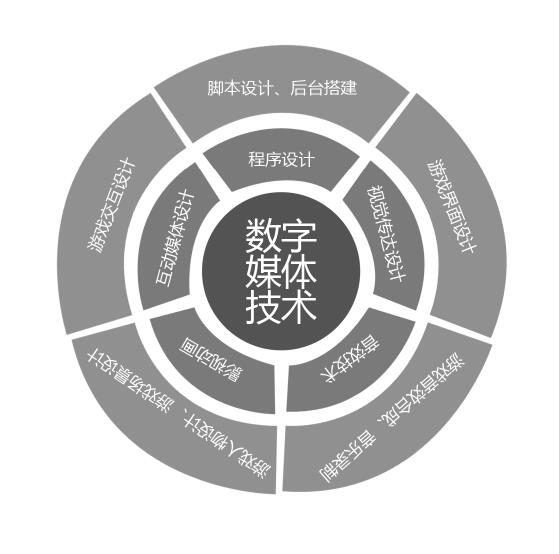 脚本设计、后台搭建
程序设计
游戏交互设计
互动媒体设计
数字
媒体
技术
视觉传达设计
游戏界面设计
影视动画
音效技术
游戏人物设计、游戏场景设计
游戏音效合成、音乐录制